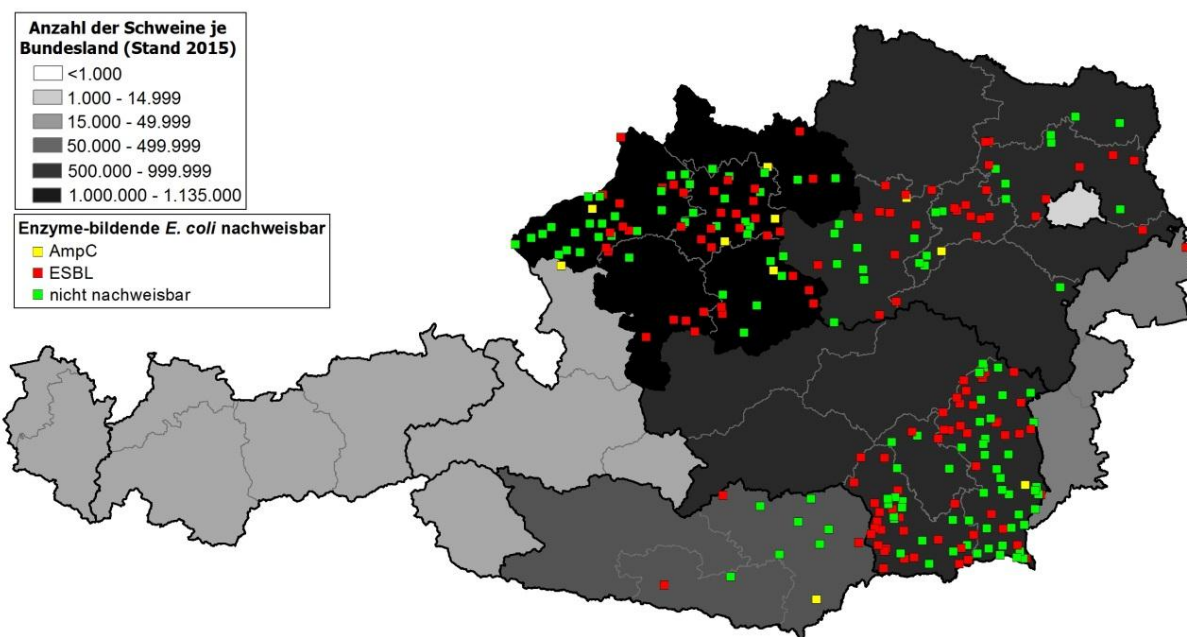 Anzahl der Schweine je
Bundesland (Stand 2015)
<1.000
1.000 - 14.999
15.000 - 49.999
50.000 - 499.999
500.000 - 999.999
1.000.000 - 1.135.000
Enzyme-bildende E. coli nachweisbar
AmpC
ESBL
nicht nachweisbar